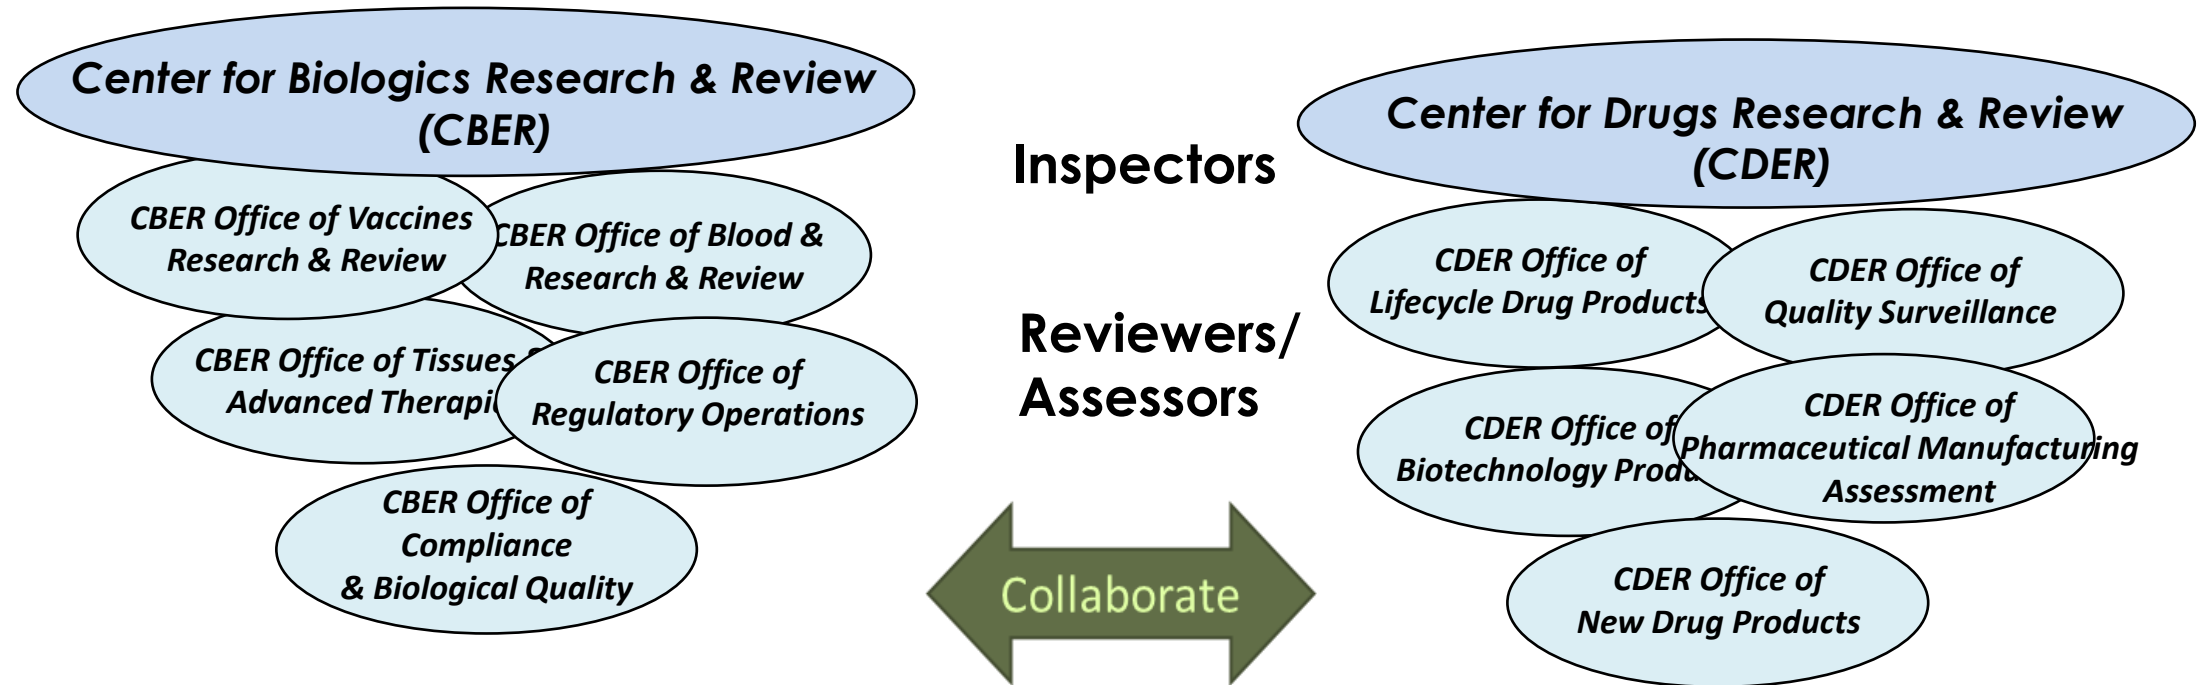 Center for Biologics Research & Review
(CBER)
CBER Office of Vaccines
Research & Review
CBER Office of Blood &
Research & Review
CBER Office of Tissues
Advanced
CBER Office of
Regulatory Operations
CBER Office of
Compliance
& Biological Quality
Inspectors
Reviewers/
Assessors
Collaborate
Center for Drugs Research & Review
(CDER)
CDER Office of
Lifecycle Drug Products
CDER Office of
Quality Surveillance
CDER Office of
Biotechnology
CDER Office of
Pharmaceutical Manufacturing
Assessment
CDER Office of
New Drug Products